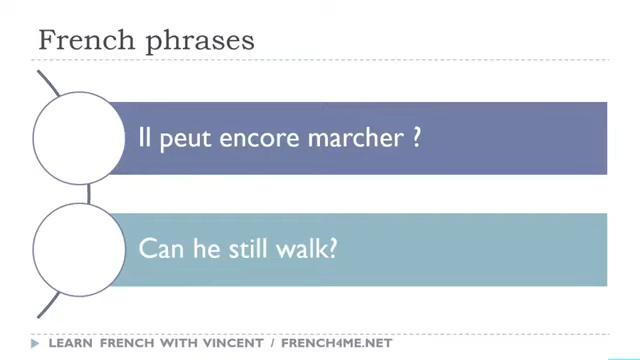 French phrases
Il peut encore marcher ?
Can he still walk?
LEARN FRENCH WITH VINCENT / FRENCH4ME.NET